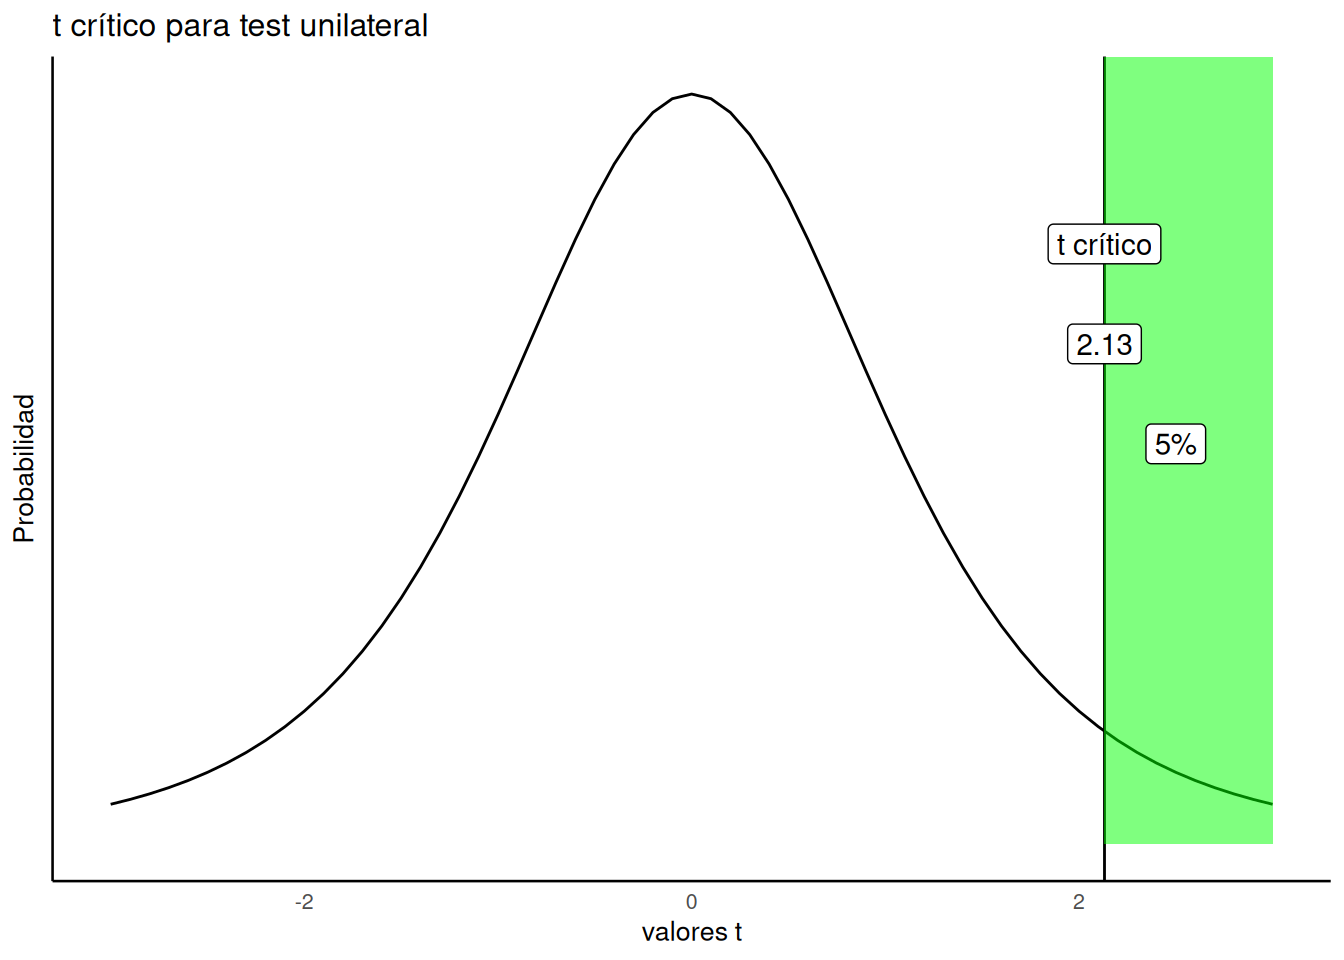 t crítico para test unilateral
t crítico
2.13
5%
Probabilidad
-2 0 2
valores t